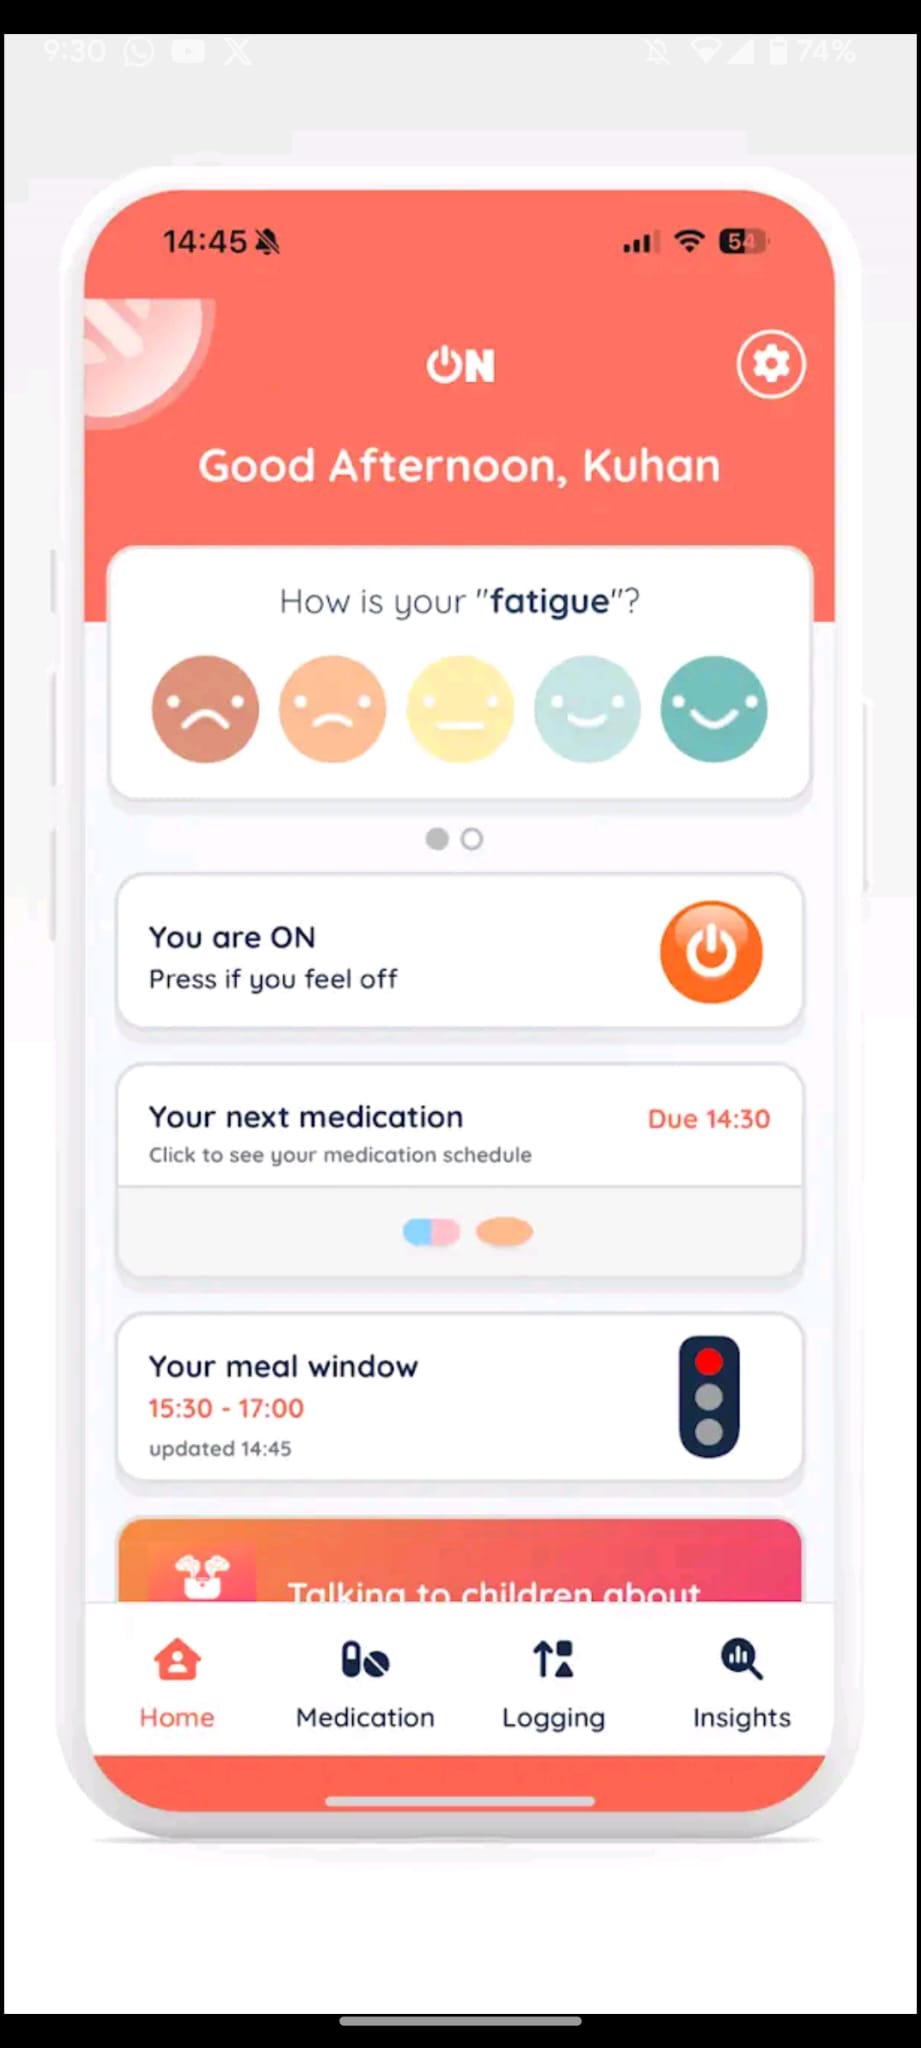 9:30
74%
14:45
54
ON
Good Afternoon, Kuhan
How is your "fatigue"?
You are ON
Press if you feel off
Your next medication
Due 14:30
Click to see your medication schedule
Your meal window
15:30 - 17:00
updated 14:45
Talking to children about
Home
Medication
Logging
Insights